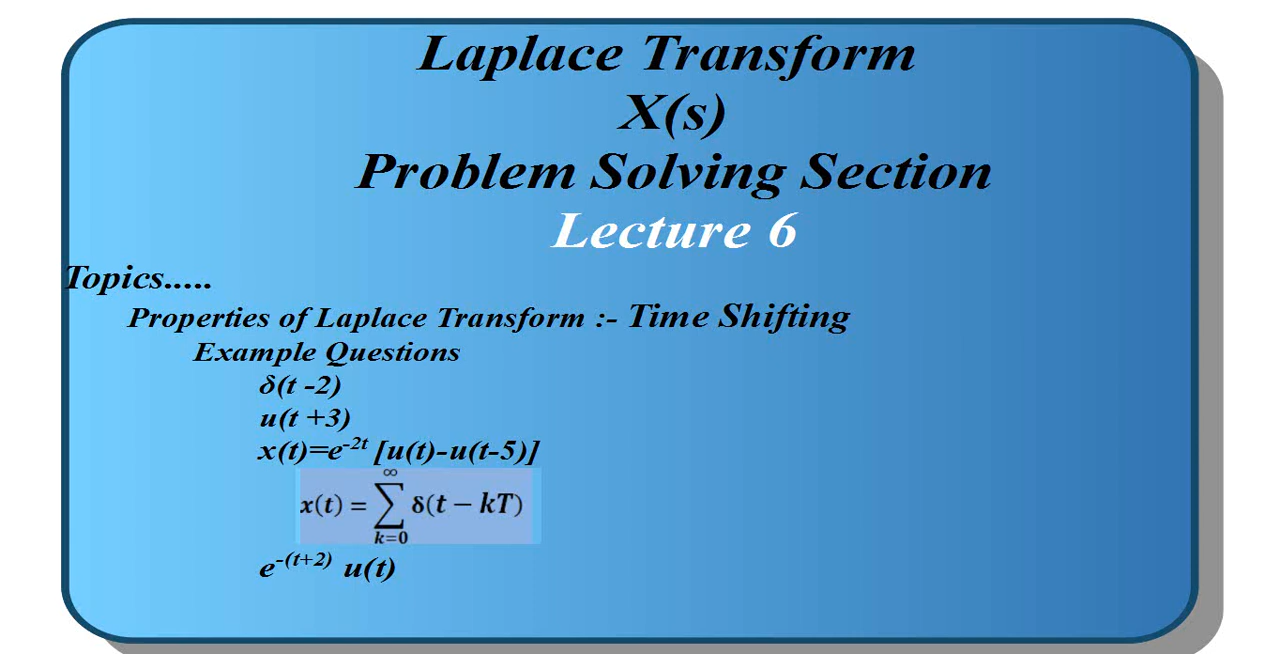 Laplace Transform
X(s)
Problem Solving Section
Lecture 6
Topics.....
Properties of Laplace Transform :- Time Shifting
Example Questions
δ(t -2)
u(t +3)
x(t)=e^-2t [u(t)-u(t-5)]
x(t) = ∑_{k=0}^{∞} δ(t − kT)
e^-(t+2) u(t)